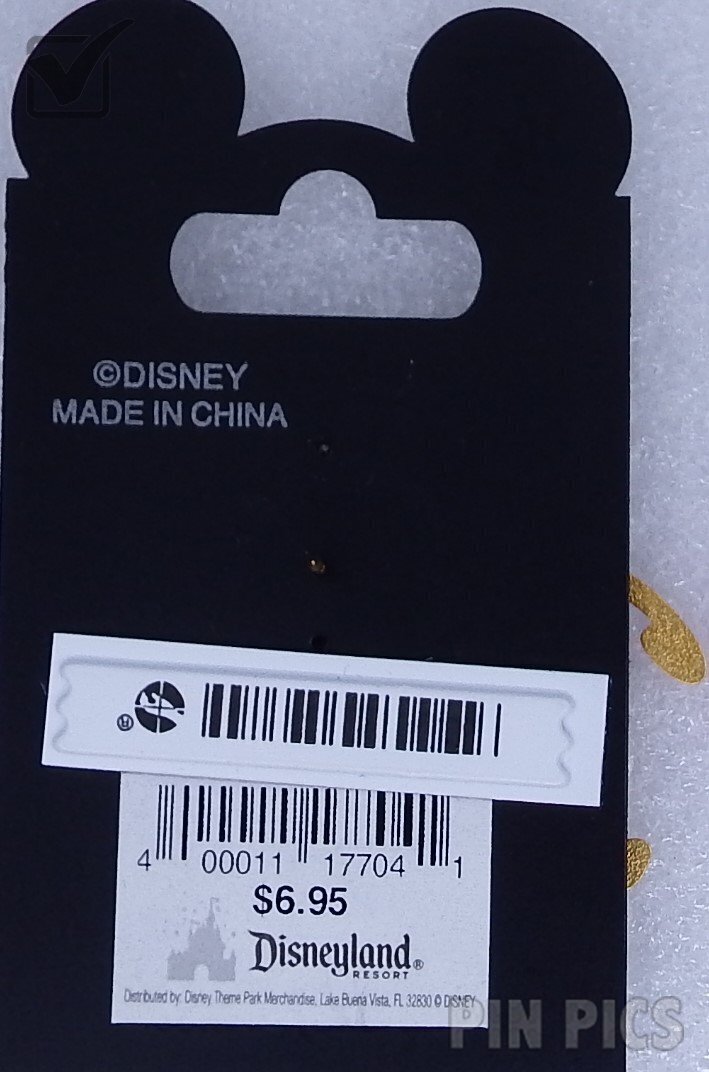 ©DISNEY
MADE IN CHINA
®
4 00011 17704 1
$6.95
Disneyland®
RESORT
Distributed by: Disney Theme Park Merchandise, Lake Buena Vista, FL 32830 © DISNEY
PIN PICS